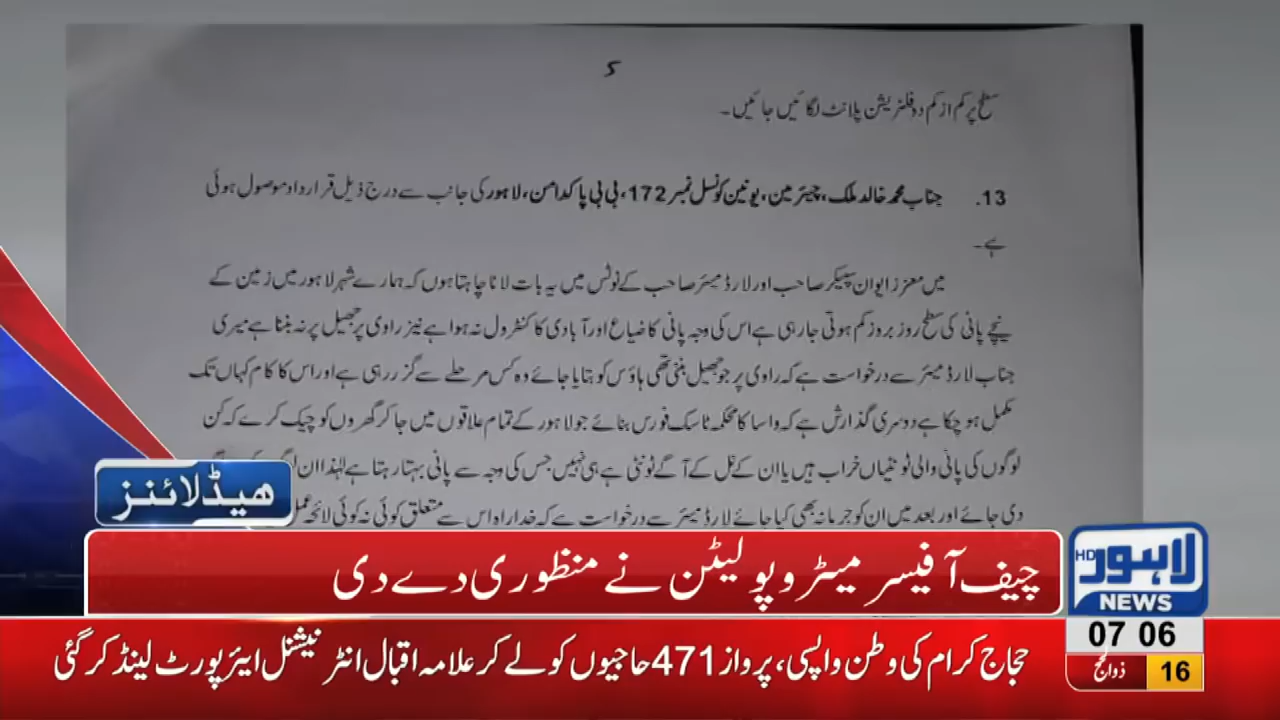 5
سطح پر کم از کم دو فلٹریشن پلانٹ لگائیں جائیں۔
13. جناب محمد خالد ملک، چیئرمین، یونین کونسل نمبر 172، بی بی پاکدامن، لاہور کی جانب سے درج ذیل قرارداد موصول ہوئی
ہے۔
میں معزز ایوان سپیکر صاحب اور لارڈ میئر صاحب کے نوٹس میں یہ بات لانا چاہتا ہوں کہ ہمارے شہر لاہور میں زمین کے
نیچے پانی کی سطح روز بروز کم ہوتی جا رہی ہے اس کی وجہ پانی کا ضیاع اور آبادی کا کنٹرول نہ ہوا ہے نیز راوی پر جھیل پر نہ بننا ہے میری
جناب لارڈ میئر سے درخواست ہے کہ راوی پر جو جھیل بننی تھی ہاؤس کو بتایا جائے وہ کس مرحلے سے گزر رہی ہے اور اس کا کام کہاں تک
مکمل ہو چکا ہے دوسری گذارش ہے کہ واسا کا محکمہ ٹاسک فورس بنائے جو لاہور کے تمام علاقوں میں جا کر گھروں کو چیک کرے کہ کن
لوگوں کی پانی والی ٹونٹیاں خراب ہیں یا ان کے نل کے آگے ٹونٹی ہے ہی نہیں جس کی وجہ سے پانی بہتا رہتا ہے لہٰذا ان
دی جائے اور بعد میں ان کو جرمانہ بھی کیا جائے لارڈ میئر سے درخواست ہے کہ خدارا اس سے متعلق کوئی نہ کوئی لائحہ عمل
ھیڈلائنز
چیف آفیسر میٹروپولیٹن نے منظوری دے دی
لاہور HD
NEWS
07 06
16 ذوالحج
حجاج کرام کی وطن واپسی، پرواز 471 حاجیوں کو لے کر علامہ اقبال انٹرنیشنل ایئرپورٹ لینڈ کر گئی